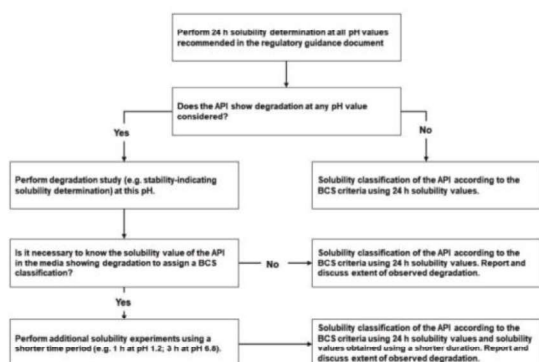 Perform 24 h solubility determination at all pH values
recommended in the regulatory guidance document
Does the API show degradation at any pH value
considered?
Yes
No
Perform degradation study (e.g. stability-indicating
solubility determination) at this pH.
Solubility classification of the API according to the
BCS criteria using 24 h solubility values.
Is it necessary to know the solubility value of the API
in the media showing degradation to assign a BCS
classification?
No
Solubility classification of the API according to the
BCS criteria using 24 h solubility values. Report and
discuss extent of observed degradation.
Yes
Perform additional solubility experiments using a
shorter time period (e.g. 1 h at pH 1.2; 3 h at pH 6.8).
Solubility classification of the API according to the
BCS criteria using 24 h solubility values and solubility
values obtained using a shorter duration. Report and
discuss extent of observed degradation.